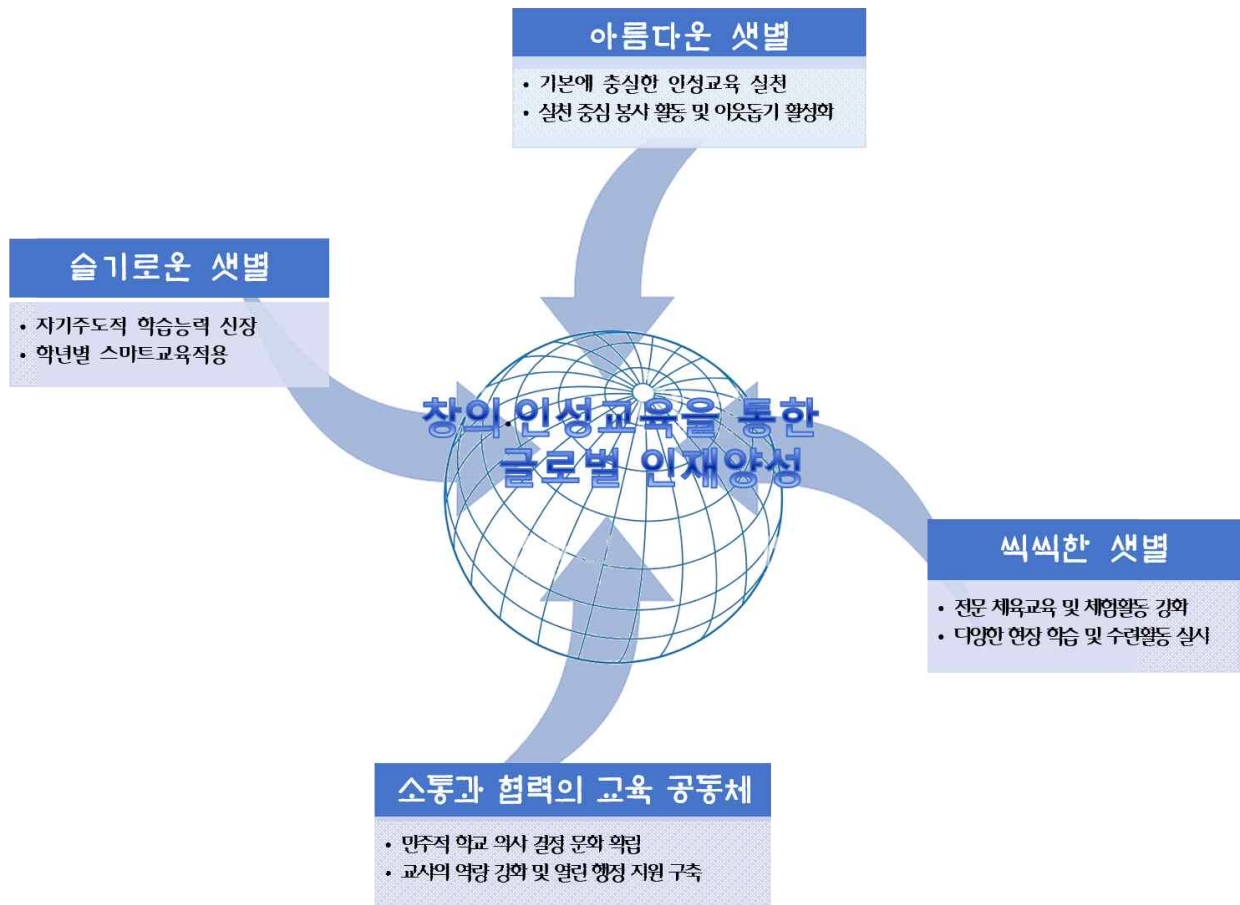 아름다운 샛별
• 기본에 충실한 인성교육 실천
• 실천 중심 봉사 활동 및 이웃돕기 활성화
슬기로운 샛별
• 자기주도적 학습능력 신장
• 학년별 스마트교육적용
창의.인성교육을 통한
글로벌 인재양성
씩씩한 샛별
• 전문 체육교육 및 체험활동 강화
• 다양한 현장 학습 및 수련활동 실시
소통과 협력의 교육 공동체
• 민주적 학교 의사 결정 문화 확립
• 교사의 역량 강화 및 열린 행정 지원 구축